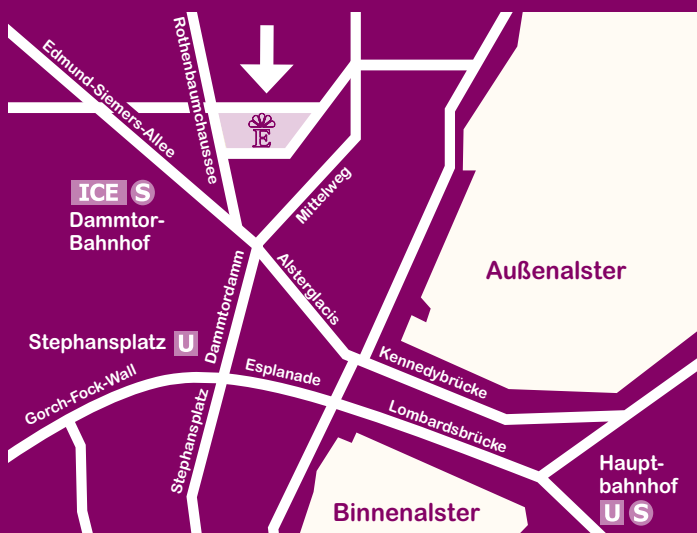 Edmund-Siemers-Allee
Rothenbaumchaussee
E
Mittelweg
ICE S
Dammtor-
Bahnhof
Alsterglacis
Außenalster
Dammtordamm
Stephansplatz U
Esplanade
Kennedybrücke
Gorch-Fock-Wall
Stephansplatz
Lombardsbrücke
Haupt-
bahnhof
U S
Binnenalster